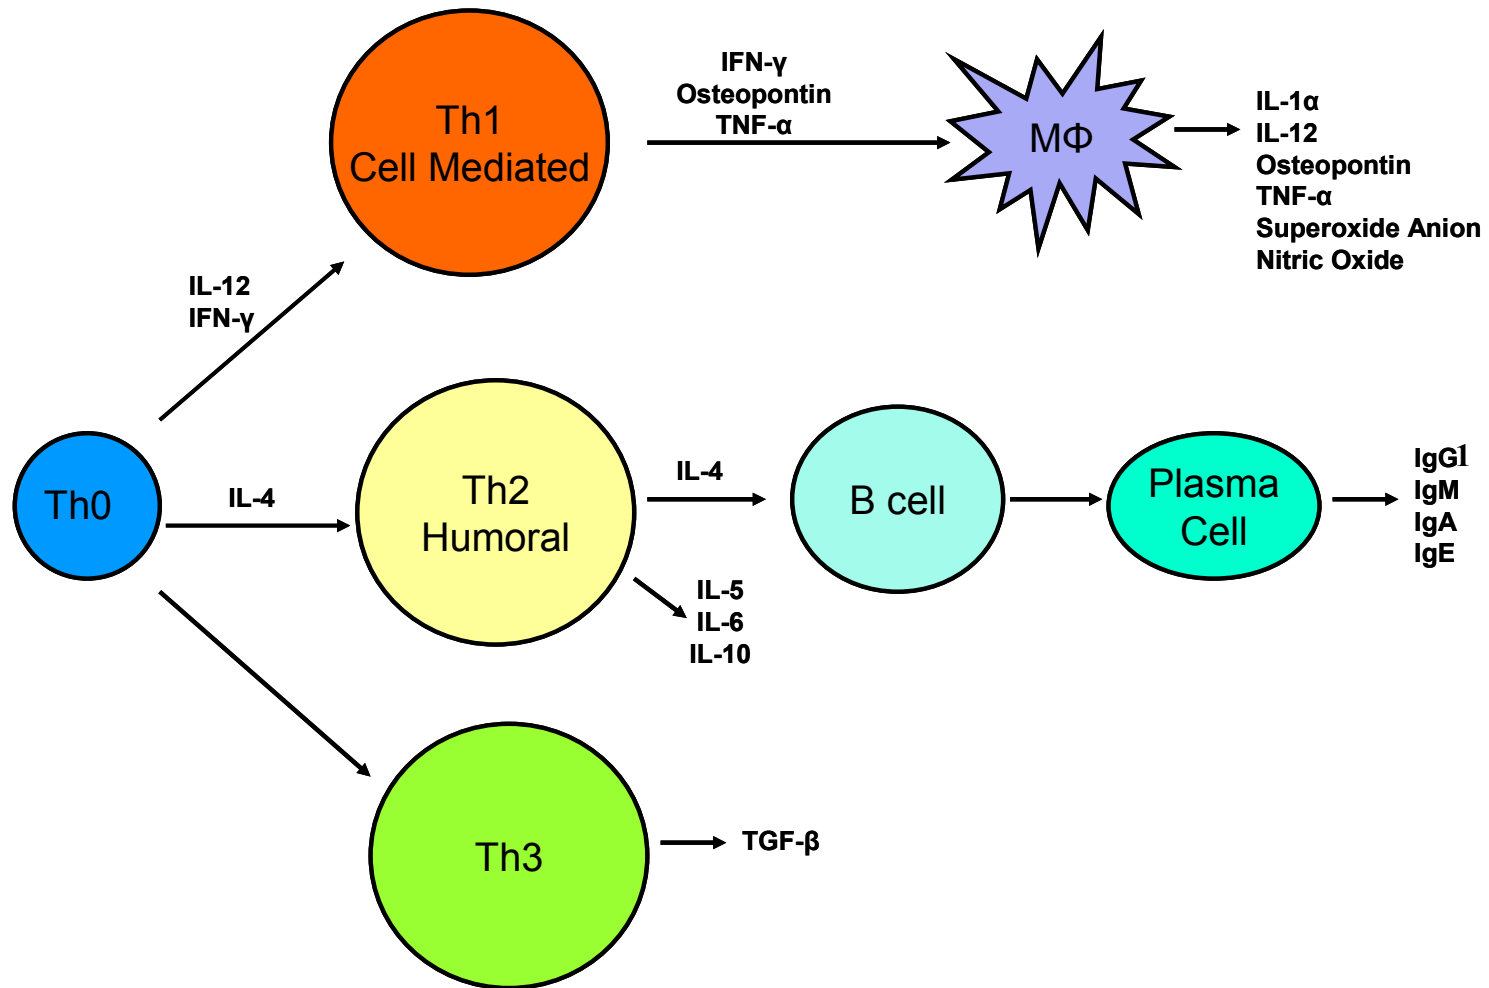 Th1
Cell Mediated
IFN-γ
Osteopontin
TNF-α
MΦ
IL-1α
IL-12
Osteopontin
TNF-α
Superoxide Anion
Nitric Oxide
IL-12
IFN-γ
Th0
IL-4
Th2
Humoral
IL-4
B cell
Plasma
Cell
IgG1
IgM
IgA
IgE
IL-5
IL-6
IL-10
Th3
TGF-β